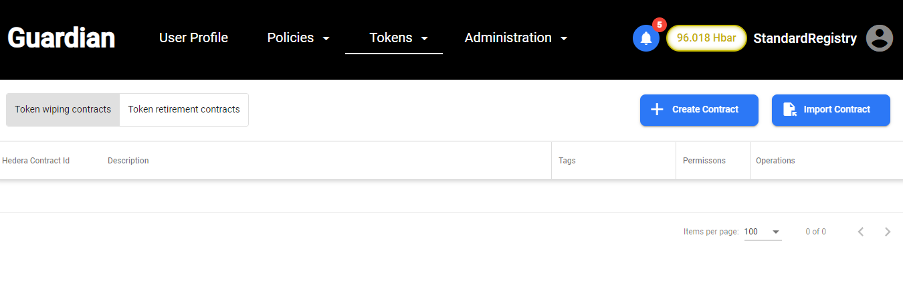 Guardian User Profile Policies Tokens Administration 5 96.018 Hbar StandardRegistry
Token wiping contracts Token retirement contracts Create Contract Import Contract
Hedera Contract Id Description Tags Permissons Operations
Items per page: 100 0 of 0